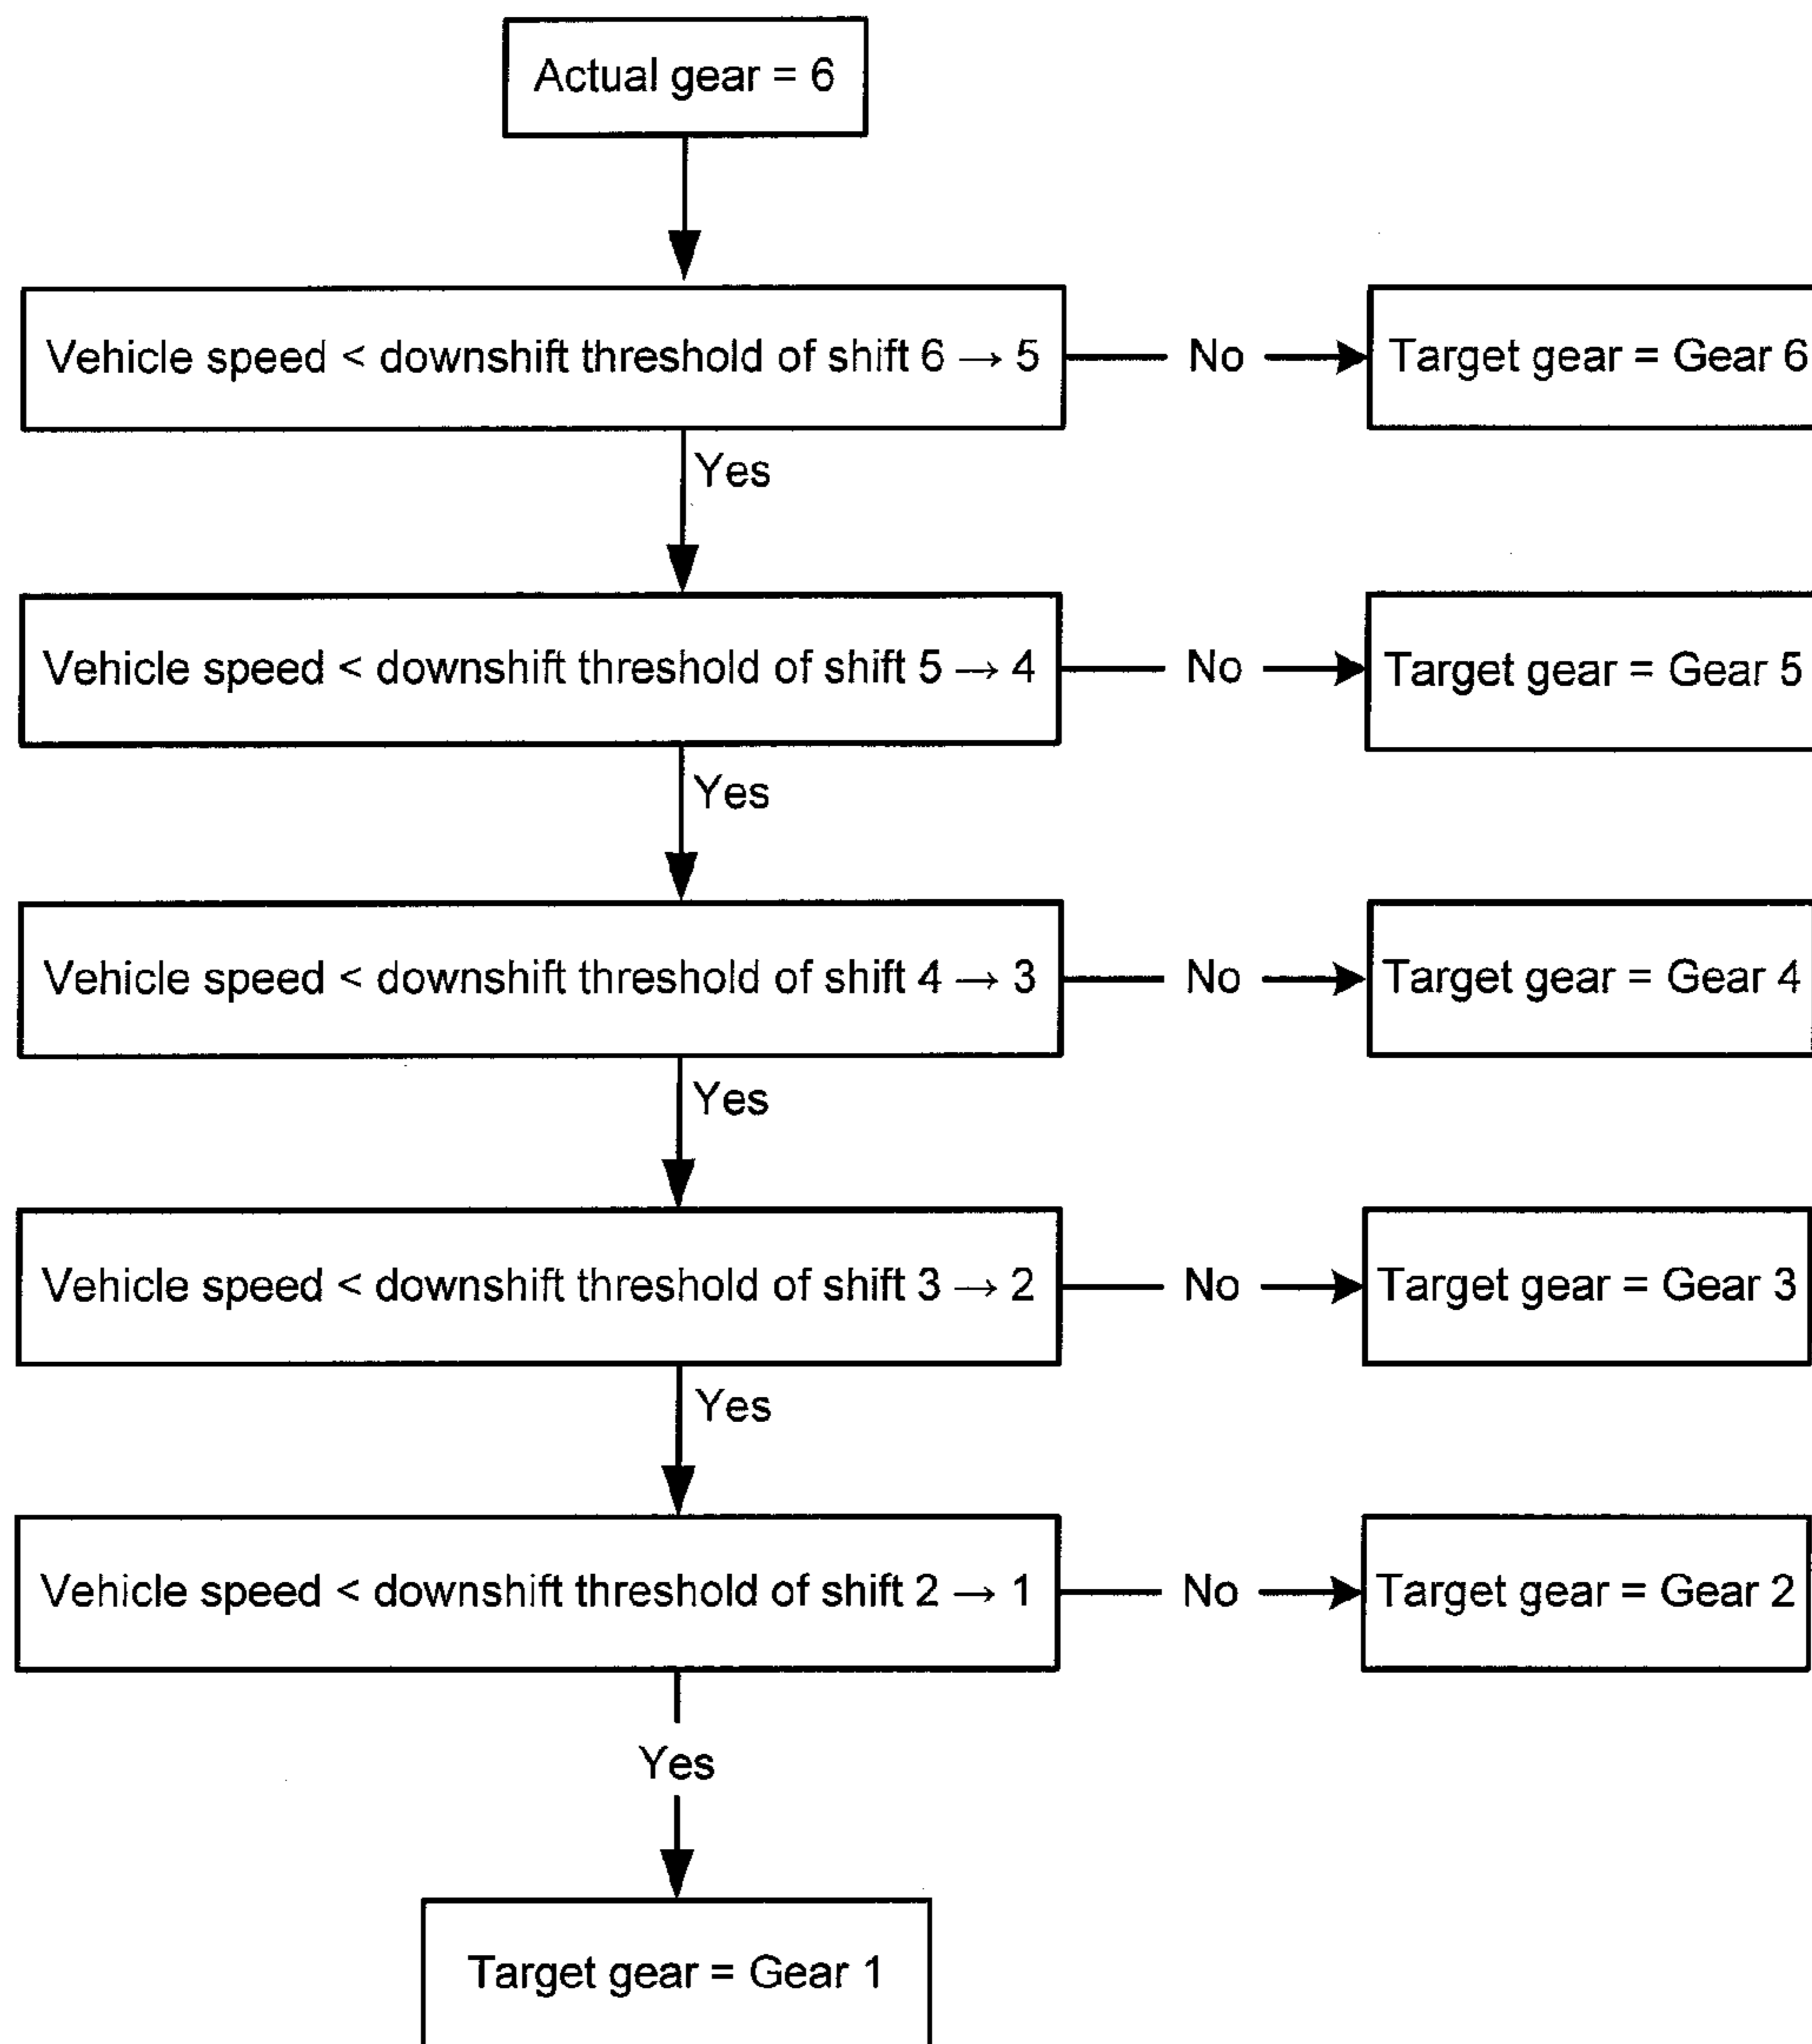 Actual gear = 6
Vehicle speed < downshift threshold of shift 6 → 5
No
Target gear = Gear 6
Yes
Vehicle speed < downshift threshold of shift 5 → 4
No
Target gear = Gear 5
Yes
Vehicle speed < downshift threshold of shift 4 → 3
No
Target gear = Gear 4
Yes
Vehicle speed < downshift threshold of shift 3 → 2
No
Target gear = Gear 3
Yes
Vehicle speed < downshift threshold of shift 2 → 1
No
Target gear = Gear 2
Yes
Target gear = Gear 1